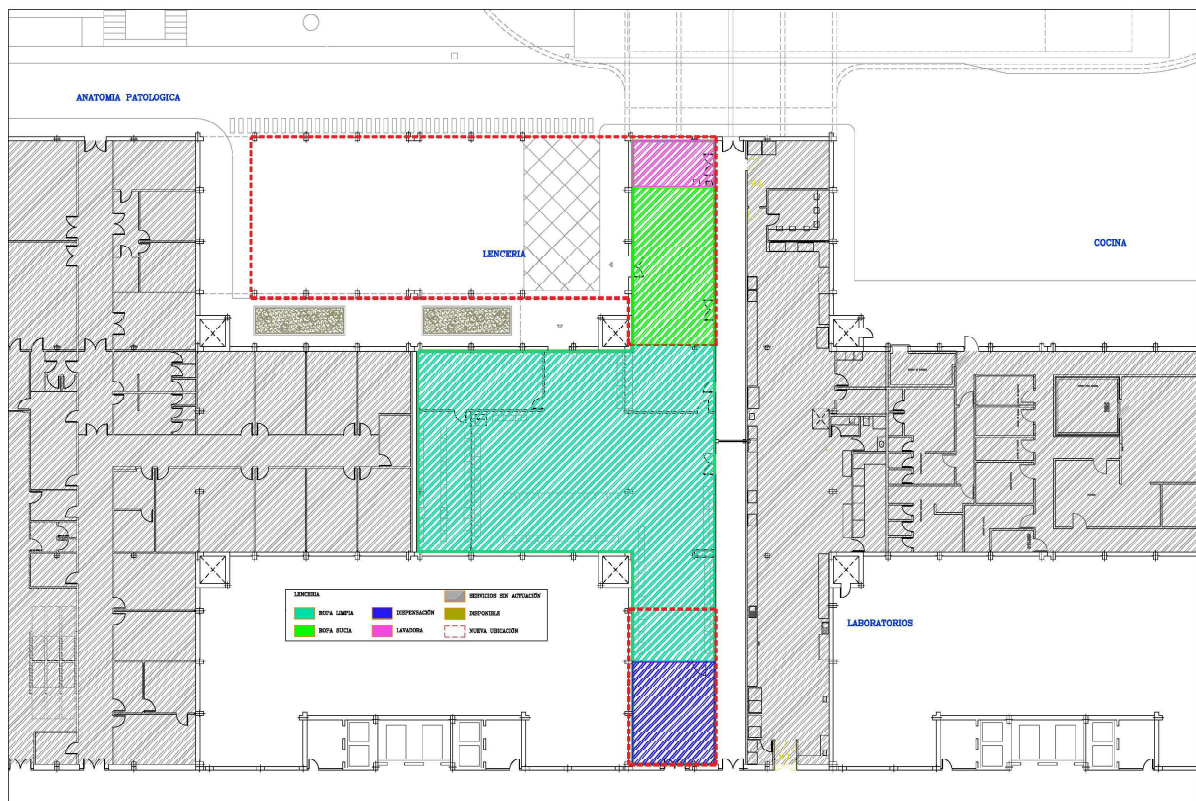 ANATOMIA PATOLOGICA
LENCERIA
COCINA
LENCERIA
SERVICIOS SIN ACTUACIÓN
ROPA LIMPIA
DISPENSACIÓN
DISPONIBLE
ROPA SUCIA
LAVADORA
NUEVA UBICACIÓN
LABORATORIOS